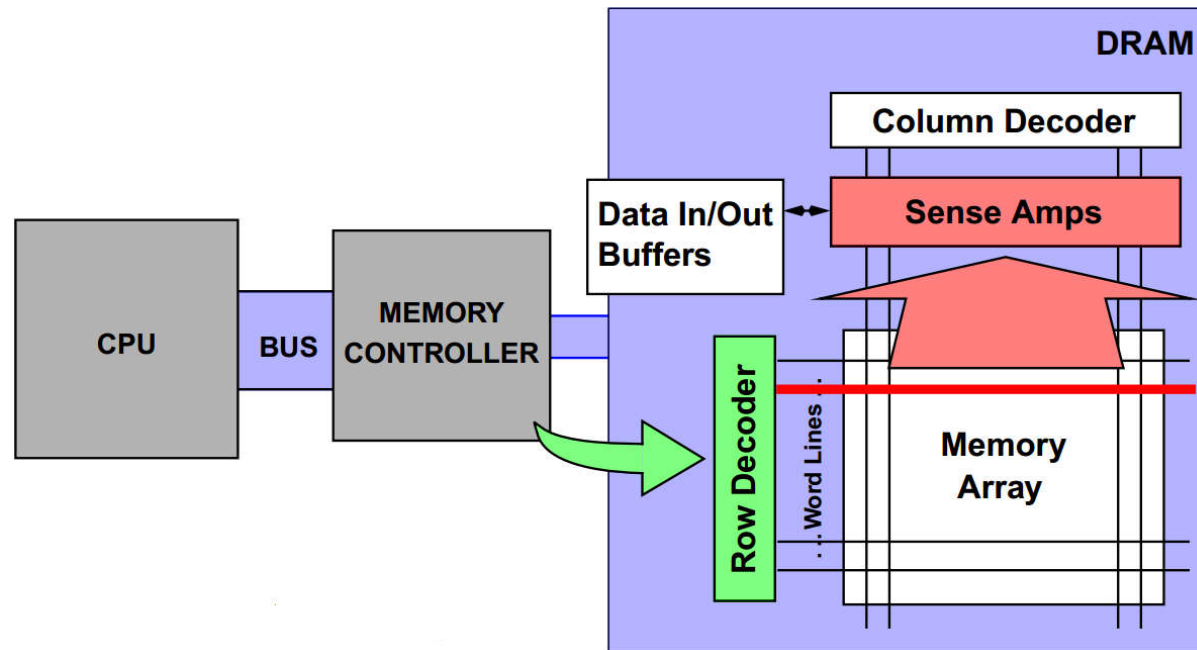 DRAM
Column Decoder
Sense Amps
Data In/Out
Buffers
CPU
BUS
MEMORY
CONTROLLER
Row Decoder
...Word Lines...
Memory
Array